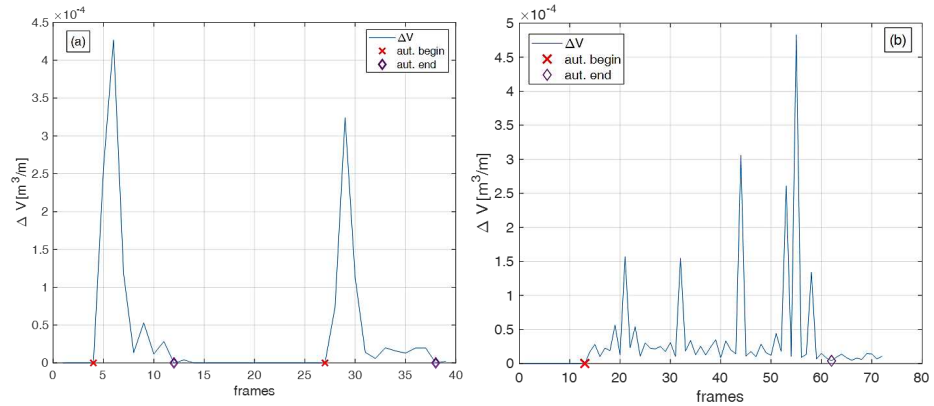 ×10⁻⁴
4.5
4
3.5
3
2.5
2
1.5
1
0.5
0
Δ V [m³/m]
(a)
ΔV
aut. begin
aut. end
0 5 10 15 20 25 30 35 40
frames
×10⁻⁴
5
4.5
4
3.5
3
2.5
2
1.5
1
0.5
0
Δ V [m³/m]
ΔV
aut. begin
aut. end
(b)
0 10 20 30 40 50 60 70 80
frames